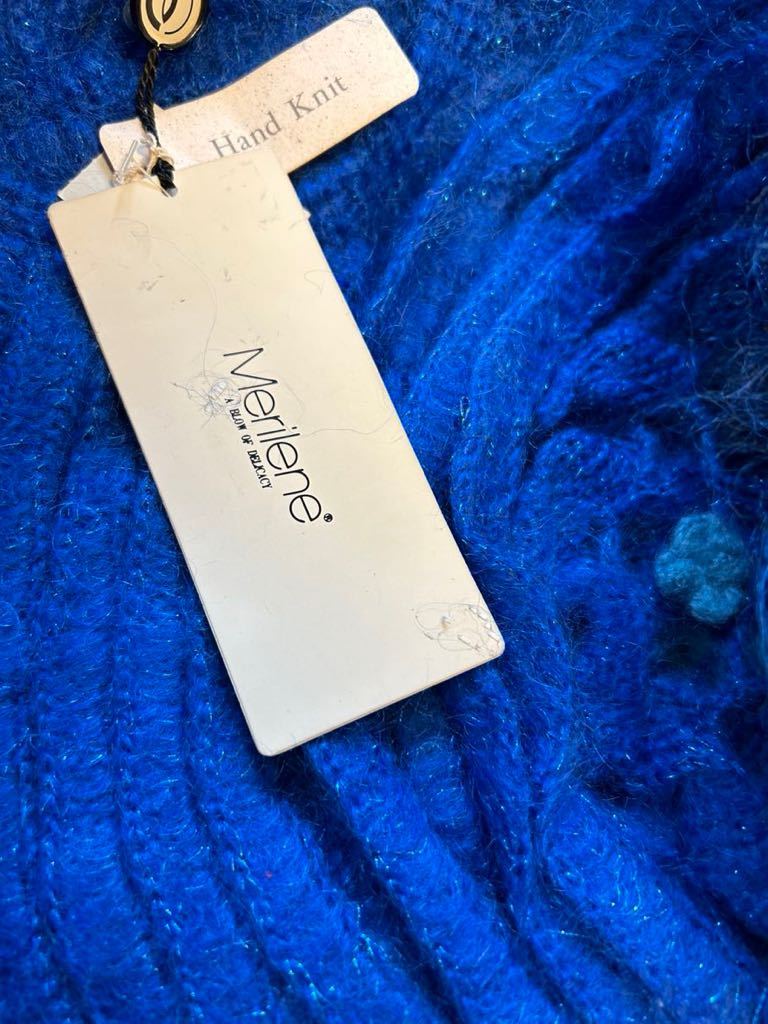 Hand Knit
Merilene®
A BLOW OF DELICACY